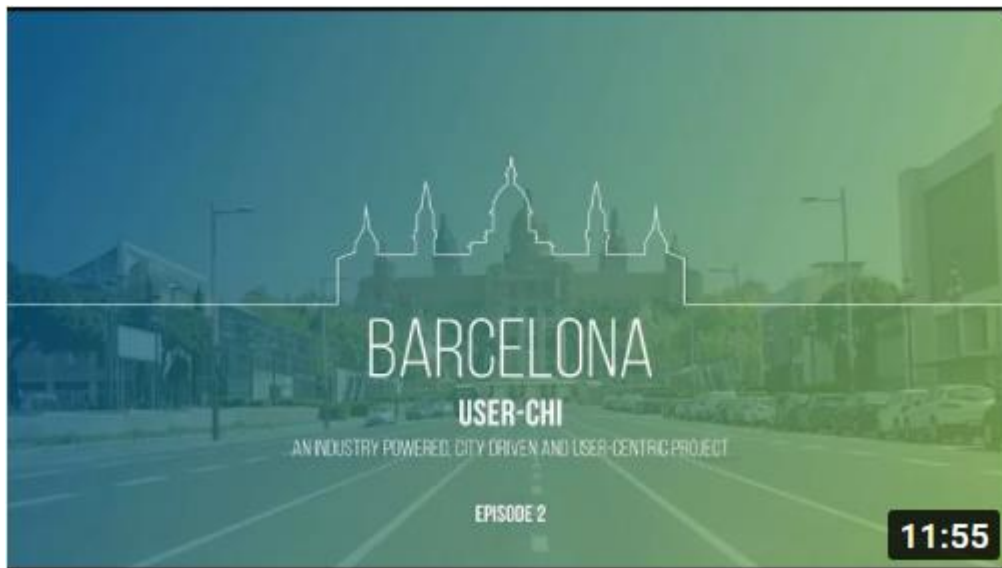 BARCELONA
USER-CHI
AN INDUSTRY POWERED, CITY DRIVEN AND USER-CENTRIC PROJECT
EPISODE 2
11:55